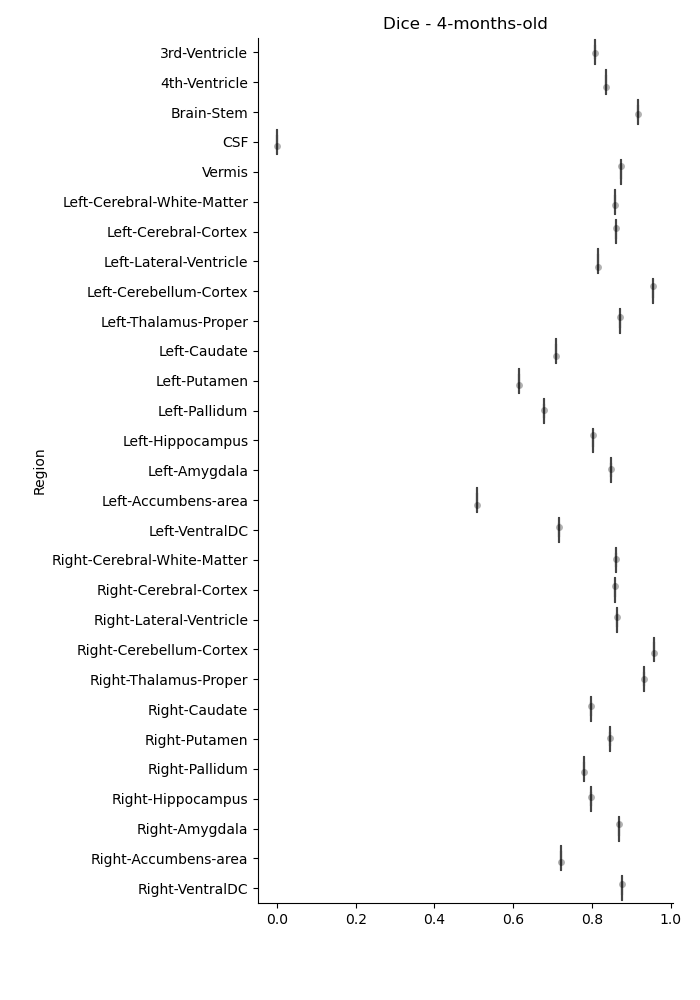 Dice - 4-months-old
3rd-Ventricle
4th-Ventricle
Brain-Stem
CSF
Vermis
Left-Cerebral-White-Matter
Left-Cerebral-Cortex
Left-Lateral-Ventricle
Left-Cerebellum-Cortex
Left-Thalamus-Proper
Left-Caudate
Left-Putamen
Left-Pallidum
Left-Hippocampus
Region
Left-Amygdala
Left-Accumbens-area
Left-VentralDC
Right-Cerebral-White-Matter
Right-Cerebral-Cortex
Right-Lateral-Ventricle
Right-Cerebellum-Cortex
Right-Thalamus-Proper
Right-Caudate
Right-Putamen
Right-Pallidum
Right-Hippocampus
Right-Amygdala
Right-Accumbens-area
Right-VentralDC
0.0 0.2 0.4 0.6 0.8 1.0